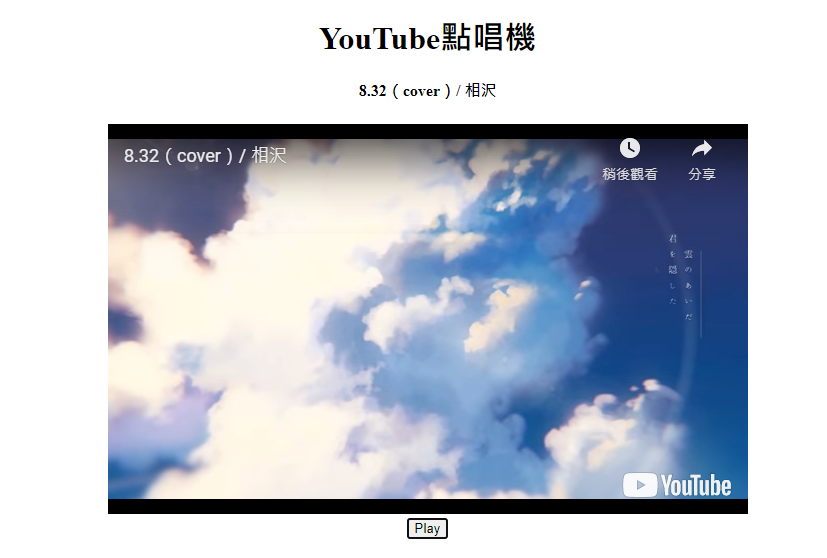 YouTube點唱機
8.32（cover）/ 相沢
8.32（cover）/ 相沢
稍後觀看
分享
雲のあいだ
君を隠した
YouTube
Play